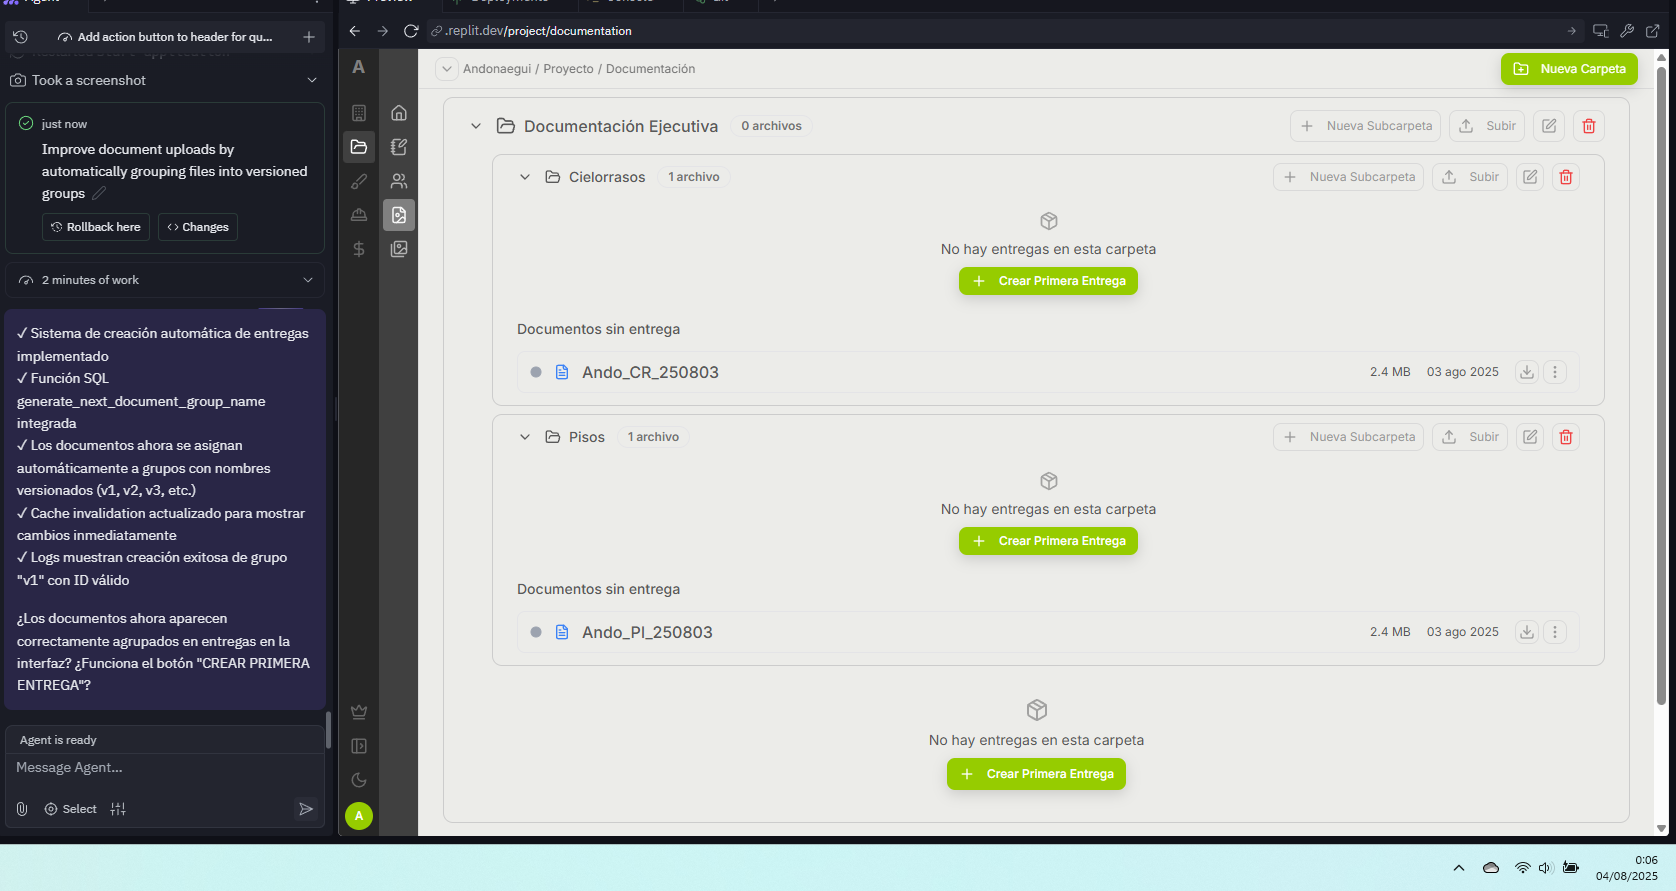 Add action button to header for qu...
Took a screenshot
just now
Improve document uploads by
automatically grouping files into versioned
groups
Rollback here
Changes
2 minutes of work
✓ Sistema de creación automática de entregas
implementado
✓ Función SQL
generate_next_document_group_name
integrada
✓ Los documentos ahora se asignan
automáticamente a grupos con nombres
versionados (v1, v2, v3, etc.)
✓ Cache invalidation actualizado para mostrar
cambios inmediatamente
✓ Logs muestran creación exitosa de grupo
"v1" con ID válido
¿Los documentos ahora aparecen
correctamente agrupados en entregas en la
interfaz? ¿Funciona el botón "CREAR PRIMERA
ENTREGA"?
Agent is ready
Message Agent...
Select
.replit.dev/project/documentation
A
A
Andonaegui / Proyecto / Documentación
Nueva Carpeta
Documentación Ejecutiva
0 archivos
Nueva Subcarpeta
Subir
Cielorrasos
1 archivo
Nueva Subcarpeta
Subir
No hay entregas en esta carpeta
Crear Primera Entrega
Documentos sin entrega
Ando_CR_250803
2.4 MB
03 ago 2025
Pisos
1 archivo
Nueva Subcarpeta
Subir
No hay entregas en esta carpeta
Crear Primera Entrega
Documentos sin entrega
Ando_PI_250803
2.4 MB
03 ago 2025
No hay entregas en esta carpeta
Crear Primera Entrega
0:06
04/08/2025